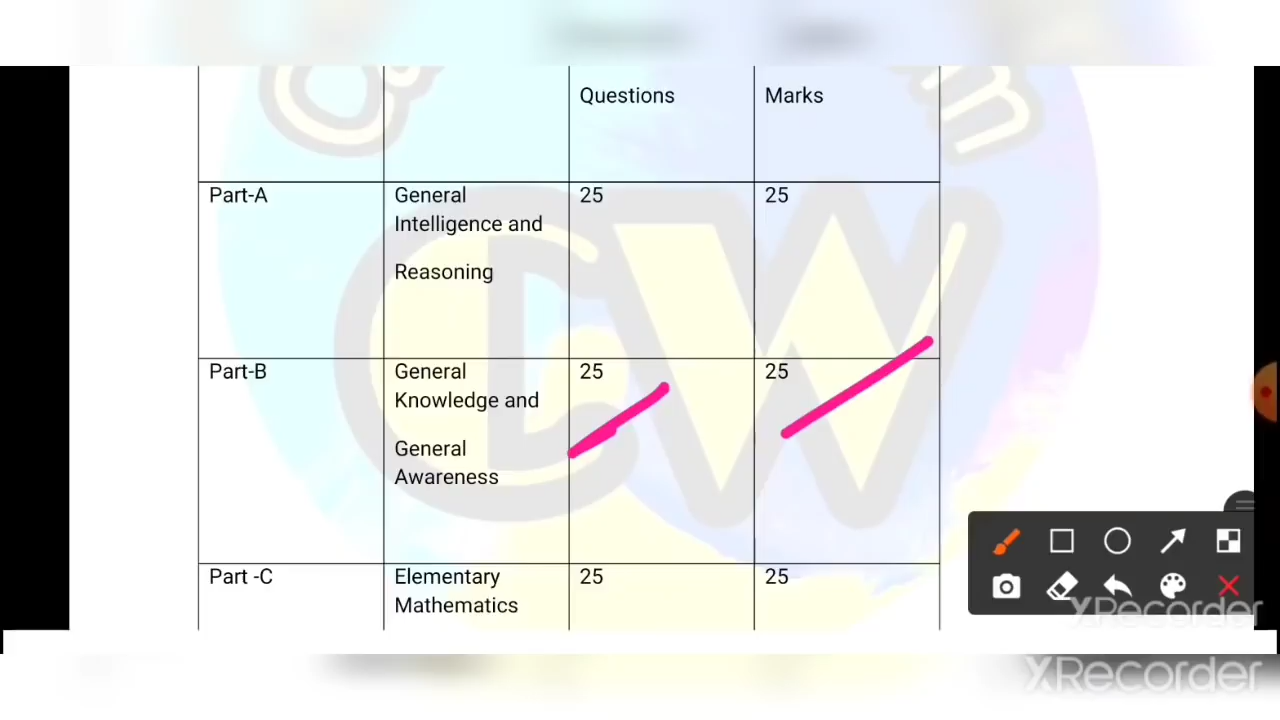 Questions Marks
Part-A General 25 25
Intelligence and
Reasoning
Part-B General 25 25
Knowledge and
General
Awareness
Part -C Elementary 25 25
Mathematics
XRecorder
XRecorder
CW